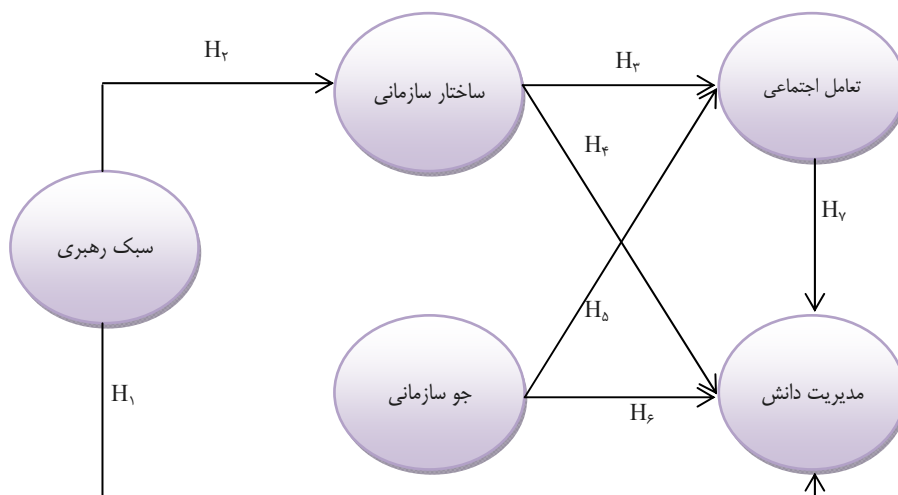 H۲
H۳
ساختار سازمانی
تعامل اجتماعی
H۴
H۷
سبک رهبری
H۵
H۱
جو سازمانی
مدیریت دانش
H۶